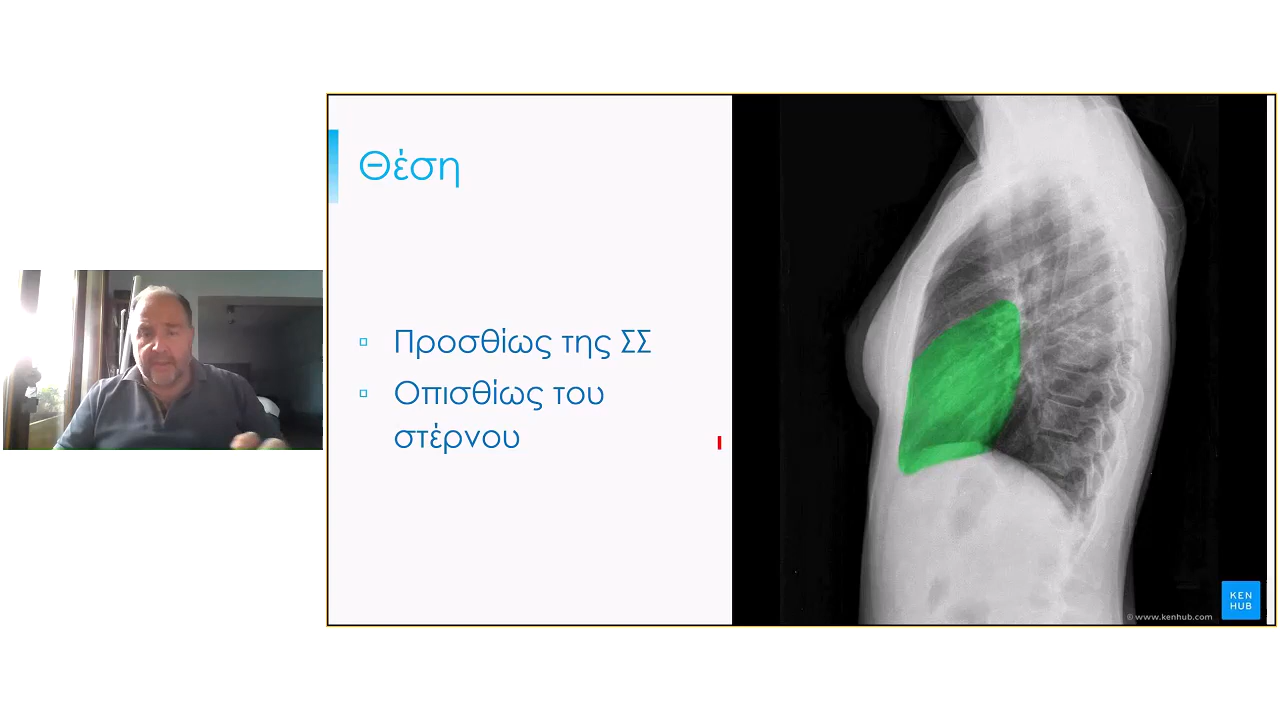 Θέση
Προσθίως της ΣΣ
Οπισθίως του
στέρνου
KEN
HUB
© www.kenhub.com